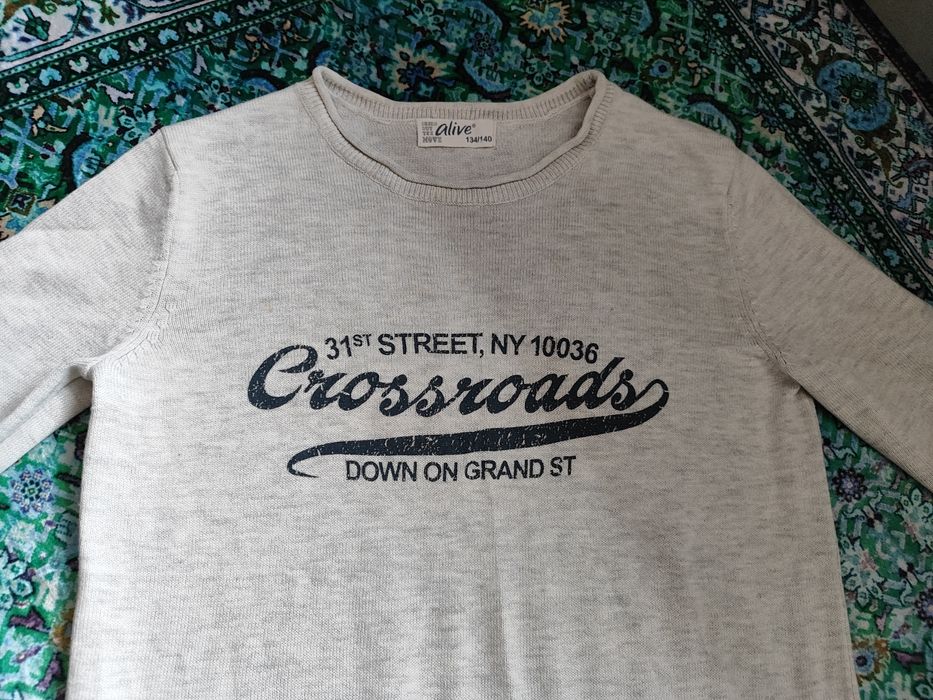 alive®
134/140
31ST STREET, NY 10036
Crossroads
DOWN ON GRAND ST